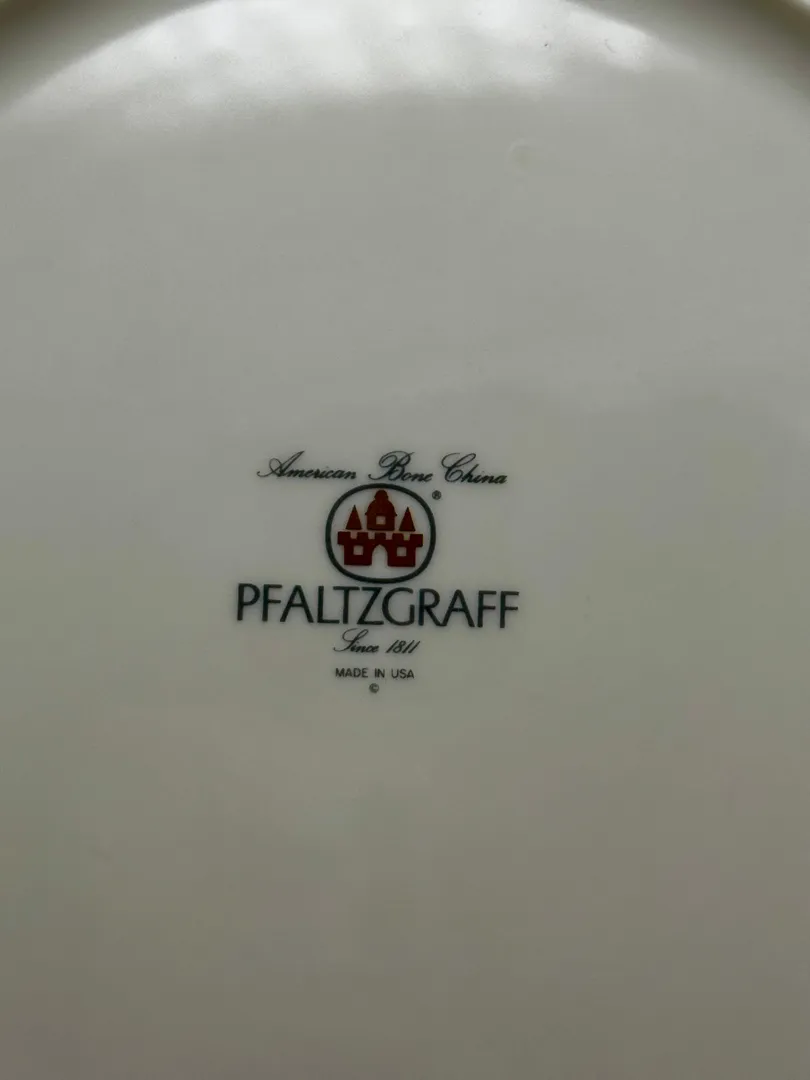 American Bone China
®
PFALTZGRAFF
Since 1811
MADE IN USA
©